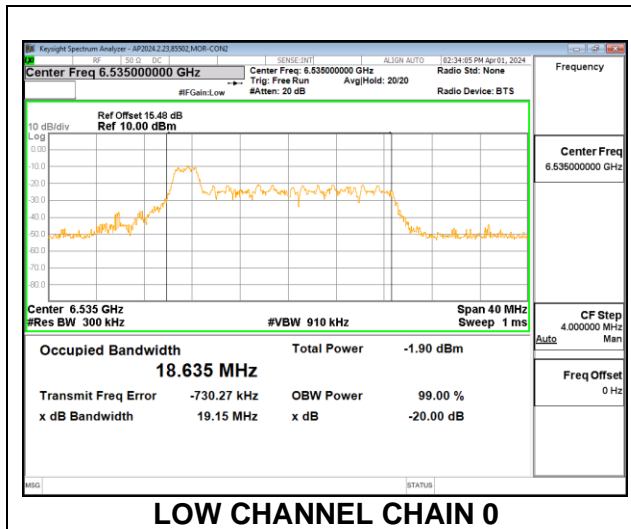 Keysight Spectrum Analyzer - AP2024.2.23,85502,MOR-CON2
RF 50 Ω DC SENSE:INT ALIGN AUTO 02:34:05 PM Apr 01, 2024
Center Freq 6.535000000 GHz Center Freq: 6.535000000 GHz Radio Std: None Frequency
Trig: Free Run Avg|Hold: 20/20
#IFGain:Low #Atten: 20 dB Radio Device: BTS
Ref Offset 15.48 dB
10 dB/div Ref 10.00 dBm
Log
0.00
-10.0
-20.0
-30.0
-40.0
-50.0
-60.0
-70.0
-80.0
Center Freq
6.535000000 GHz
Center 6.535 GHz Span 40 MHz
#Res BW 300 kHz #VBW 910 kHz Sweep 1 ms
CF Step
4.000000 MHz
Auto Man
Occupied Bandwidth Total Power -1.90 dBm
18.635 MHz
Freq Offset
0 Hz
Transmit Freq Error -730.27 kHz OBW Power 99.00 %
x dB Bandwidth 19.15 MHz x dB -20.00 dB
MSG STATUS
LOW CHANNEL CHAIN 0